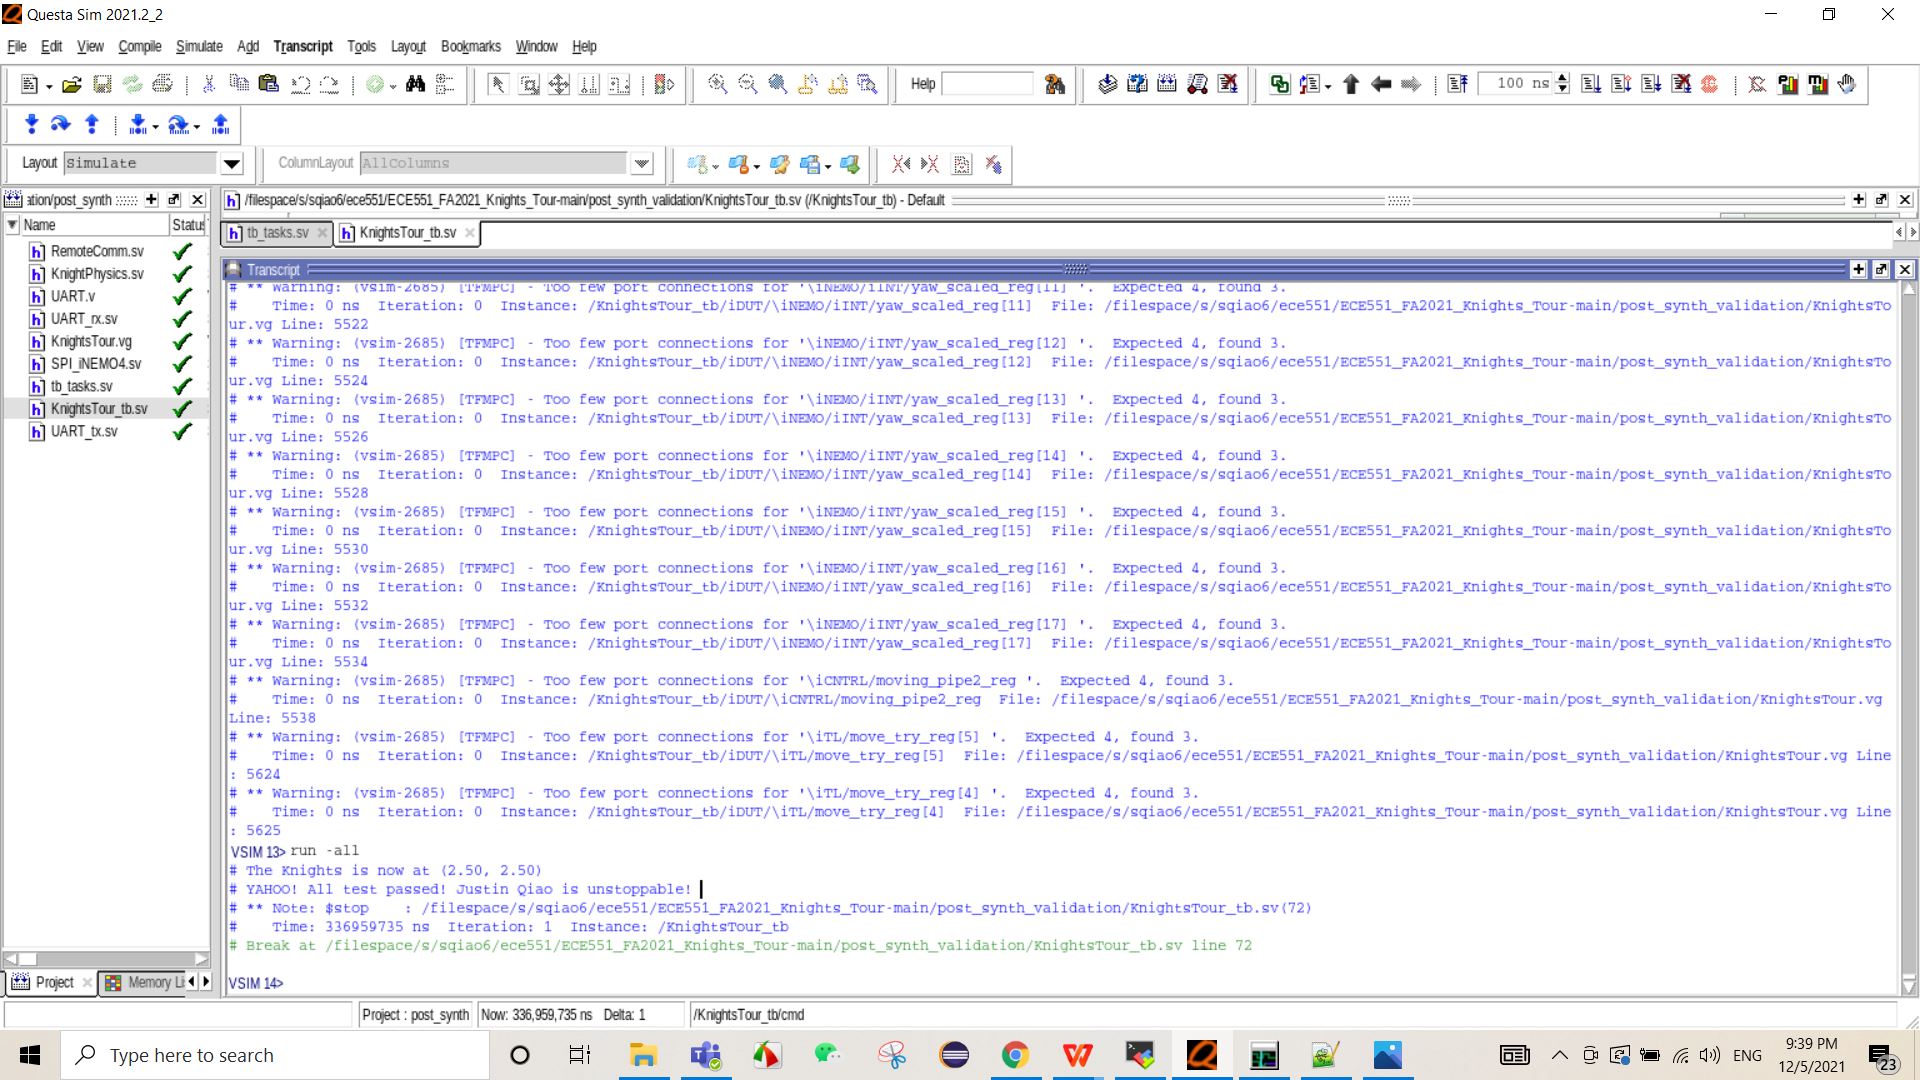 Questa Sim 2021.2_2
File Edit View Compile Simulate Add Transcript Tools Layout Bookmarks Window Help
Help
100 ns
Layout Simulate ColumnLayout AllColumns
ation/post_synth
/filespace/s/sqiao6/ece551/ECE551_FA2021_Knights_Tour-main/post_synth_validation/KnightsTour_tb.sv (/KnightsTour_tb) - Default
Name Status
tb_tasks.sv KnightsTour_tb.sv
RemoteComm.sv
KnightPhysics.sv
UART.v
UART_rx.sv
KnightsTour.vg
SPI_iNEMO4.sv
tb_tasks.sv
KnightsTour_tb.sv
UART_tx.sv
Transcript
# ** Warning: (vsim-2685) [TFMPC] - Too few port connections for '\iNEMO/iINT/yaw_scaled_reg[11] '.  Expected 4, found 3.
#    Time: 0 ns  Iteration: 0  Instance: /KnightsTour_tb/iDUT/\iNEMO/iINT/yaw_scaled_reg[11]  File: /filespace/s/sqiao6/ece551/ECE551_FA2021_Knights_Tour-main/post_synth_validation/KnightsTo
ur.vg Line: 5522
# ** Warning: (vsim-2685) [TFMPC] - Too few port connections for '\iNEMO/iINT/yaw_scaled_reg[12] '.  Expected 4, found 3.
#    Time: 0 ns  Iteration: 0  Instance: /KnightsTour_tb/iDUT/\iNEMO/iINT/yaw_scaled_reg[12]  File: /filespace/s/sqiao6/ece551/ECE551_FA2021_Knights_Tour-main/post_synth_validation/KnightsTo
ur.vg Line: 5524
# ** Warning: (vsim-2685) [TFMPC] - Too few port connections for '\iNEMO/iINT/yaw_scaled_reg[13] '.  Expected 4, found 3.
#    Time: 0 ns  Iteration: 0  Instance: /KnightsTour_tb/iDUT/\iNEMO/iINT/yaw_scaled_reg[13]  File: /filespace/s/sqiao6/ece551/ECE551_FA2021_Knights_Tour-main/post_synth_validation/KnightsTo
ur.vg Line: 5526
# ** Warning: (vsim-2685) [TFMPC] - Too few port connections for '\iNEMO/iINT/yaw_scaled_reg[14] '.  Expected 4, found 3.
#    Time: 0 ns  Iteration: 0  Instance: /KnightsTour_tb/iDUT/\iNEMO/iINT/yaw_scaled_reg[14]  File: /filespace/s/sqiao6/ece551/ECE551_FA2021_Knights_Tour-main/post_synth_validation/KnightsTo
ur.vg Line: 5528
# ** Warning: (vsim-2685) [TFMPC] - Too few port connections for '\iNEMO/iINT/yaw_scaled_reg[15] '.  Expected 4, found 3.
#    Time: 0 ns  Iteration: 0  Instance: /KnightsTour_tb/iDUT/\iNEMO/iINT/yaw_scaled_reg[15]  File: /filespace/s/sqiao6/ece551/ECE551_FA2021_Knights_Tour-main/post_synth_validation/KnightsTo
ur.vg Line: 5530
# ** Warning: (vsim-2685) [TFMPC] - Too few port connections for '\iNEMO/iINT/yaw_scaled_reg[16] '.  Expected 4, found 3.
#    Time: 0 ns  Iteration: 0  Instance: /KnightsTour_tb/iDUT/\iNEMO/iINT/yaw_scaled_reg[16]  File: /filespace/s/sqiao6/ece551/ECE551_FA2021_Knights_Tour-main/post_synth_validation/KnightsTo
ur.vg Line: 5532
# ** Warning: (vsim-2685) [TFMPC] - Too few port connections for '\iNEMO/iINT/yaw_scaled_reg[17] '.  Expected 4, found 3.
#    Time: 0 ns  Iteration: 0  Instance: /KnightsTour_tb/iDUT/\iNEMO/iINT/yaw_scaled_reg[17]  File: /filespace/s/sqiao6/ece551/ECE551_FA2021_Knights_Tour-main/post_synth_validation/KnightsTo
ur.vg Line: 5534
# ** Warning: (vsim-2685) [TFMPC] - Too few port connections for '\iCNTRL/moving_pipe2_reg '.  Expected 4, found 3.
#    Time: 0 ns  Iteration: 0  Instance: /KnightsTour_tb/iDUT/\iCNTRL/moving_pipe2_reg  File: /filespace/s/sqiao6/ece551/ECE551_FA2021_Knights_Tour-main/post_synth_validation/KnightsTour.vg
Line: 5538
# ** Warning: (vsim-2685) [TFMPC] - Too few port connections for '\iTL/move_try_reg[5] '.  Expected 4, found 3.
#    Time: 0 ns  Iteration: 0  Instance: /KnightsTour_tb/iDUT/\iTL/move_try_reg[5]  File: /filespace/s/sqiao6/ece551/ECE551_FA2021_Knights_Tour-main/post_synth_validation/KnightsTour.vg Line
: 5624
# ** Warning: (vsim-2685) [TFMPC] - Too few port connections for '\iTL/move_try_reg[4] '.  Expected 4, found 3.
#    Time: 0 ns  Iteration: 0  Instance: /KnightsTour_tb/iDUT/\iTL/move_try_reg[4]  File: /filespace/s/sqiao6/ece551/ECE551_FA2021_Knights_Tour-main/post_synth_validation/KnightsTour.vg Line
: 5625
VSIM 13> run -all
# The Knights is now at (2.50, 2.50)
# YAHOO! All test passed! Justin Qiao is unstoppable!
# ** Note: $stop    : /filespace/s/sqiao6/ece551/ECE551_FA2021_Knights_Tour-main/post_synth_validation/KnightsTour_tb.sv(72)
#    Time: 336959735 ns  Iteration: 1  Instance: /KnightsTour_tb
# Break at /filespace/s/sqiao6/ece551/ECE551_FA2021_Knights_Tour-main/post_synth_validation/KnightsTour_tb.sv line 72
VSIM 14>
Project Memory Li
Project : post_synth Now: 336,959,735 ns Delta: 1 /KnightsTour_tb/cmd
Type here to search
ENG
9:39 PM
12/5/2021
23